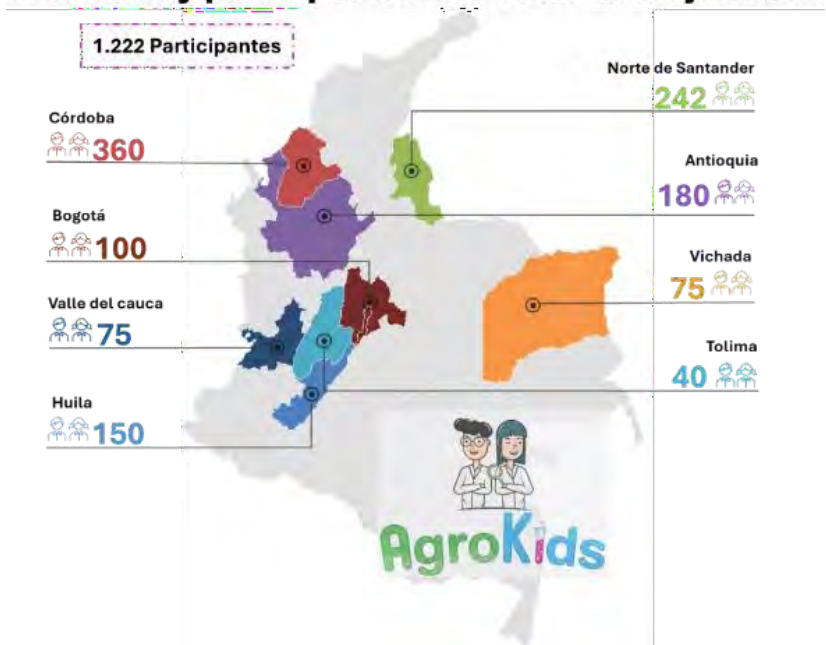 1.222 Participantes
Norte de Santander
242
Córdoba
360
Antioquia
180
Bogotá
100
Vichada
75
Valle del cauca
75
Tolima
40
Huila
150
AgroKids